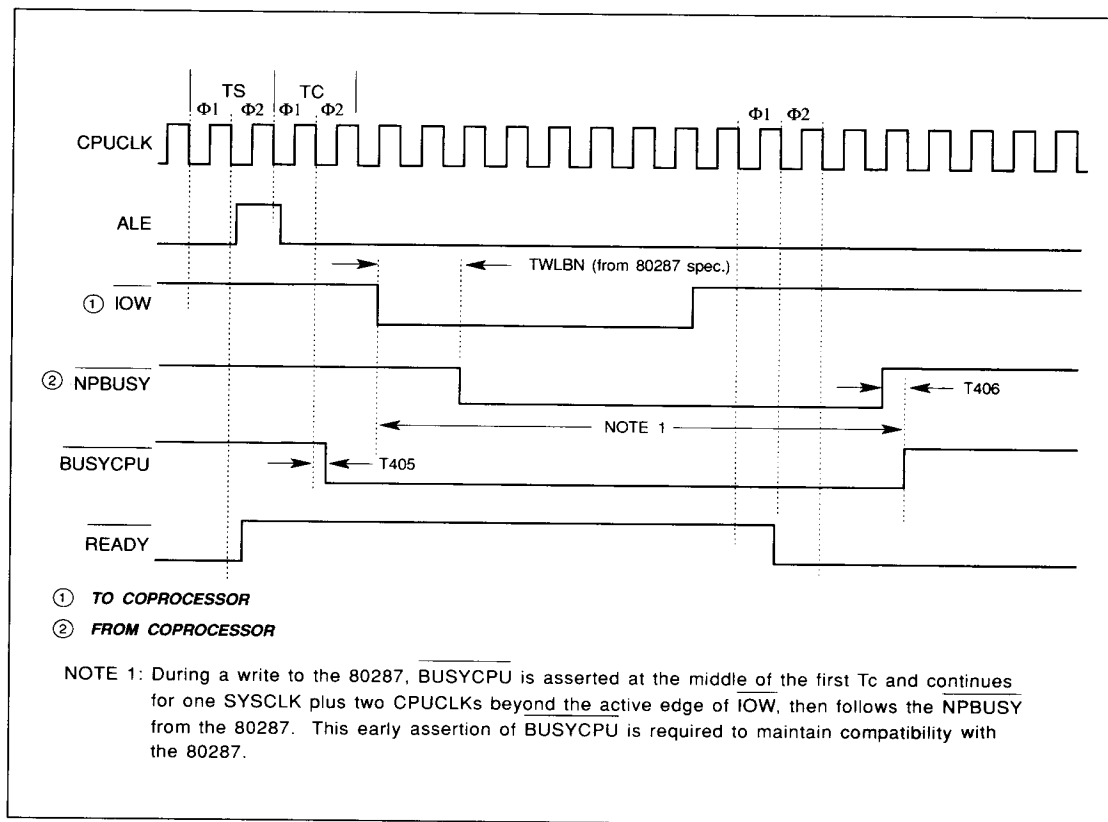 TS TC
Φ1 Φ2 Φ1 Φ2 Φ1 Φ2
CPUCLK
ALE
TWLBN (from 80287 spec.)
① IOW
② NPBUSY
T406
NOTE 1
BUSYCPU
T405
READY
① TO COPROCESSOR
② FROM COPROCESSOR
NOTE 1: During a write to the 80287, BUSYCPU is asserted at the middle of the first Tc and continues
for one SYSCLK plus two CPUCLKs beyond the active edge of IOW, then follows the NPBUSY
from the 80287. This early assertion of BUSYCPU is required to maintain compatibility with
the 80287.